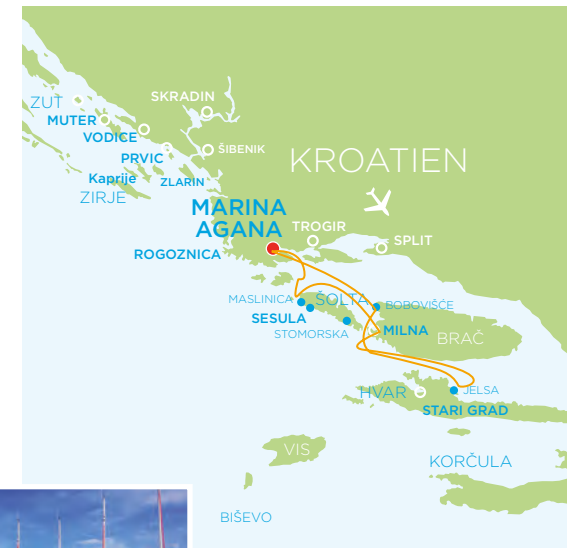 SKRADIN
ZUT
MUTER
VODICE
PRVIC
ŠIBENIK
KROATIEN
Kaprije
ZLARIN
ZIRJE
MARINA
AGANA
TROGIR
SPLIT
ROGOZNICA
MASLINICA
ŠOLTA
BOBOVIŠĆE
SESULA
STOMORSKA
MILNA
BRAČ
HVAR
JELSA
STARI GRAD
VIS
KORČULA
BIŠEVO